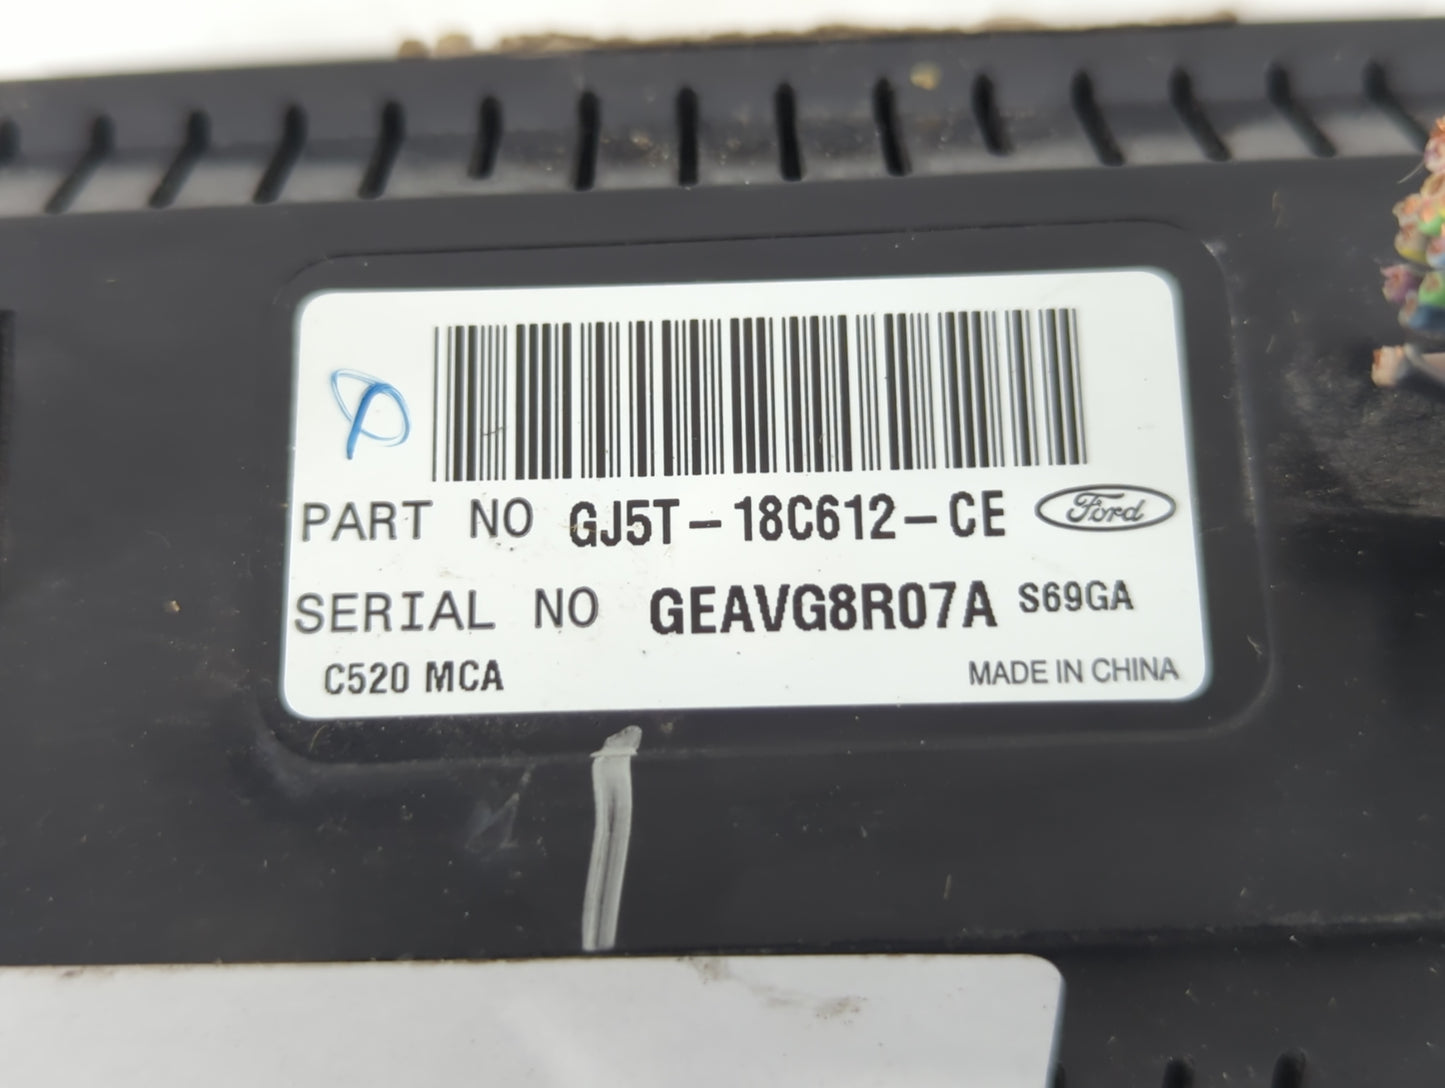 PART NO GJ5T-18C612-CE Ford
SERIAL NO GEAVG8R07A S69GA
C520 MCA MADE IN CHINA